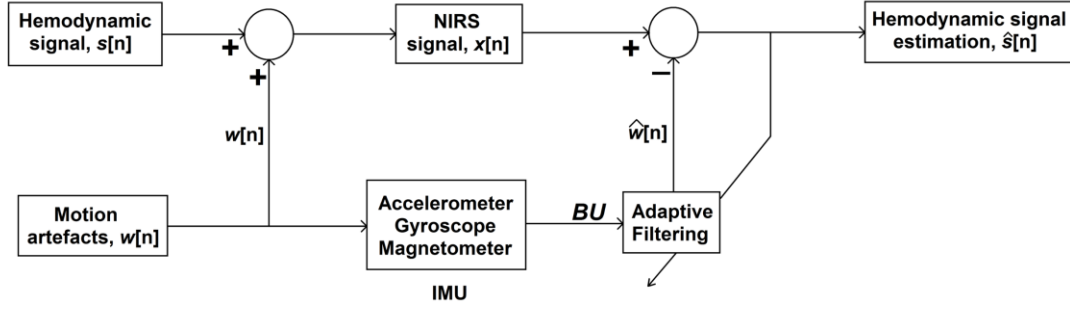 Hemodynamic
signal, s[n]
+
+
NIRS
signal, x[n]
+
−
Hemodynamic signal
estimation, ŝ[n]
w[n]
ŵ[n]
Motion
artefacts, w[n]
Accelerometer
Gyroscope
Magnetometer
BU
Adaptive
Filtering
IMU